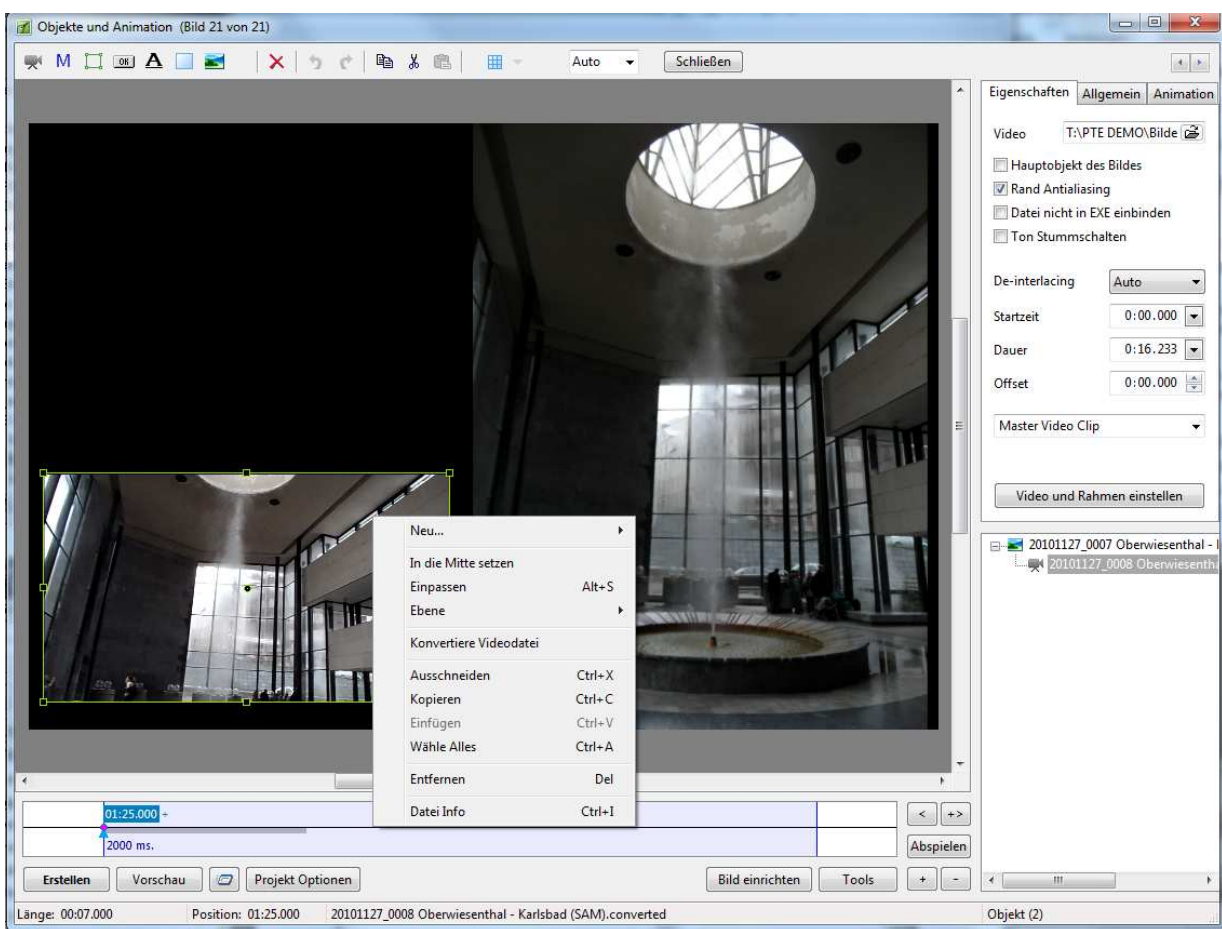 Objekte und Animation (Bild 21 von 21)
M OK A Auto Schließen
Eigenschaften Allgemein Animation
Video T:\PTE DEMO\Bilde
Hauptobjekt des Bildes
Rand Antialiasing
Datei nicht in EXE einbinden
Ton Stummschalten
De-interlacing Auto
Startzeit 0:00.000
Dauer 0:16.233
Offset 0:00.000
Master Video Clip
Video und Rahmen einstellen
20101127_0007 Oberwiesenthal -
20101127_0008 Oberwiesentha
Neu...
In die Mitte setzen
Einpassen Alt+S
Ebene
Konvertiere Videodatei
Ausschneiden Ctrl+X
Kopieren Ctrl+C
Einfügen Ctrl+V
Wähle Alles Ctrl+A
Entfernen Del
Datei Info Ctrl+I
01:25.000 +
< +>
2000 ms.
Abspielen
Erstellen Vorschau Projekt Optionen Bild einrichten Tools + -
Länge: 00:07.000 Position: 01:25.000 20101127_0008 Oberwiesenthal - Karlsbad (SAM).converted Objekt (2)